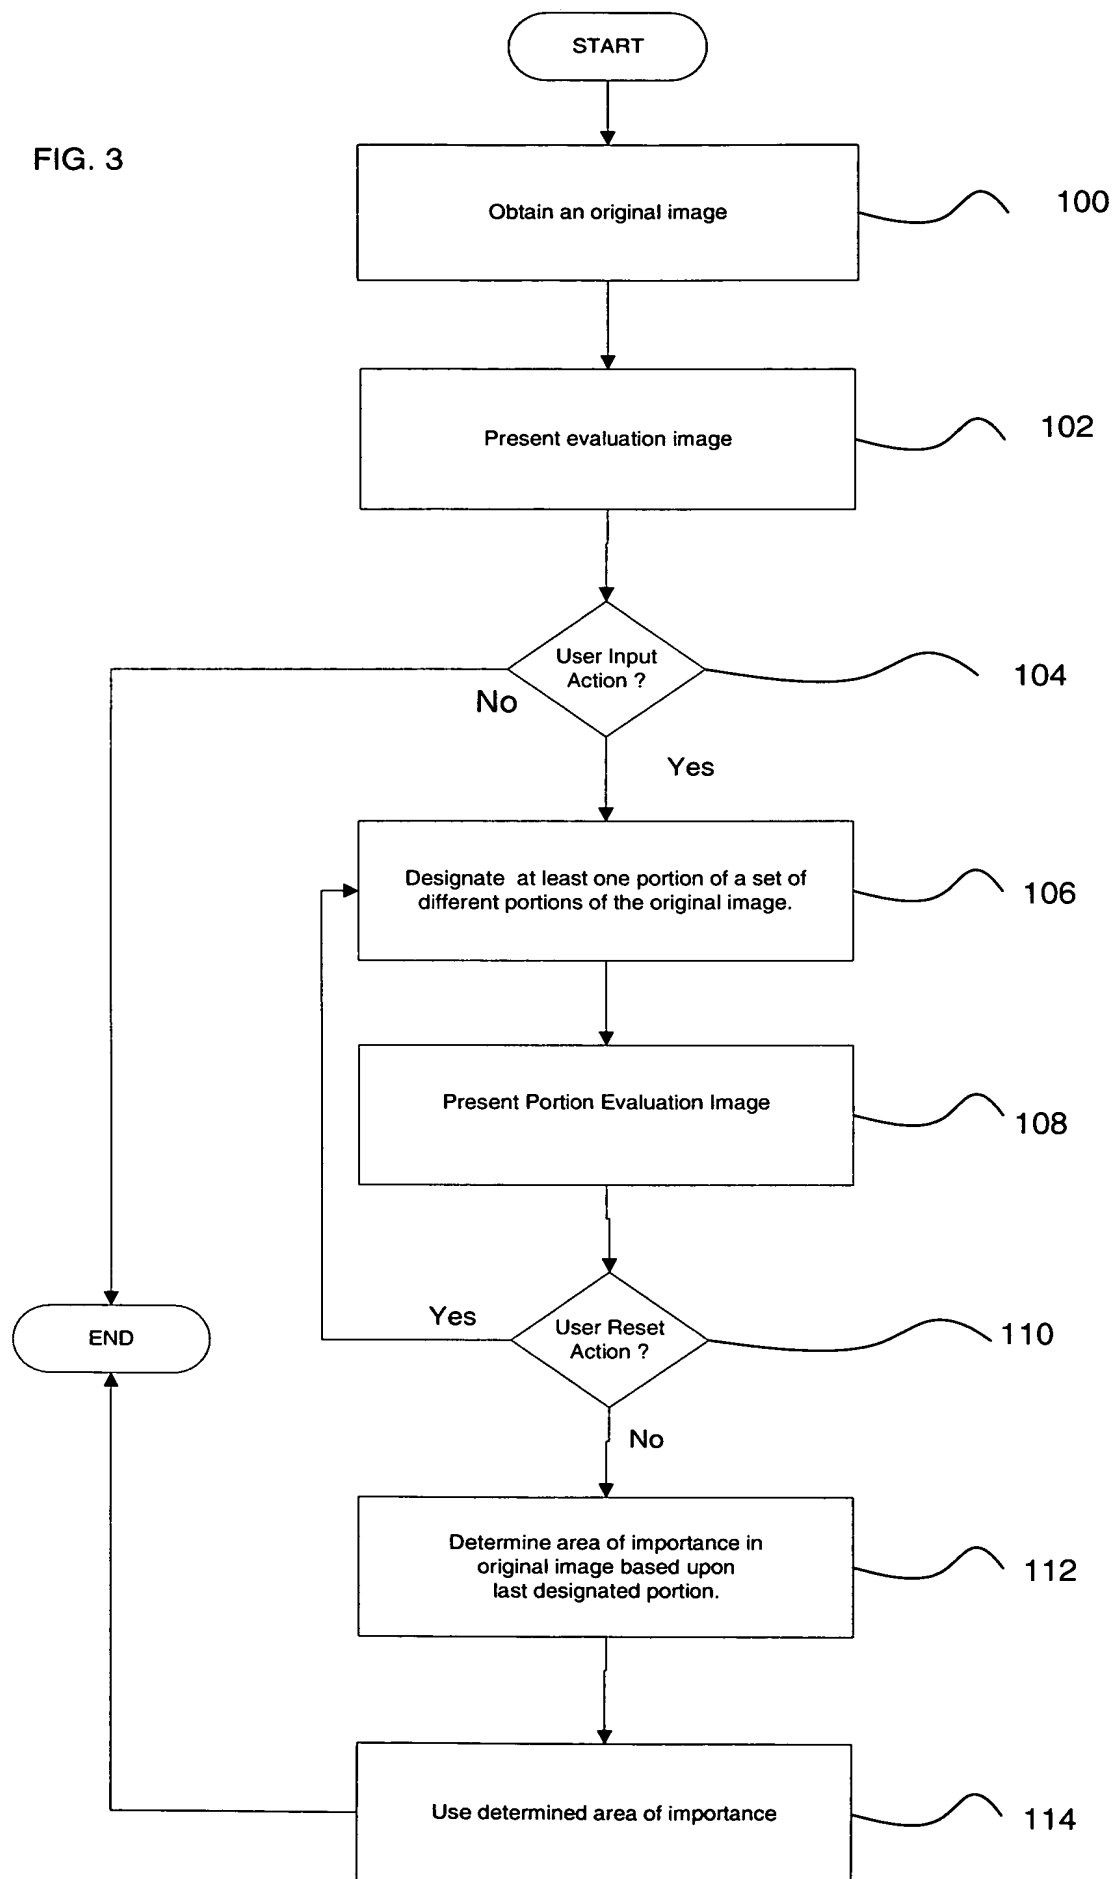 START
FIG. 3
Obtain an original image
100
Present evaluation image
102
User Input
Action ?
104
No
Yes
Designate at least one portion of a set of
different portions of the original image.
106
Present Portion Evaluation Image
108
Yes
END
User Reset
Action ?
110
No
Determine area of importance in
original image based upon
last designated portion.
112
Use determined area of importance
114